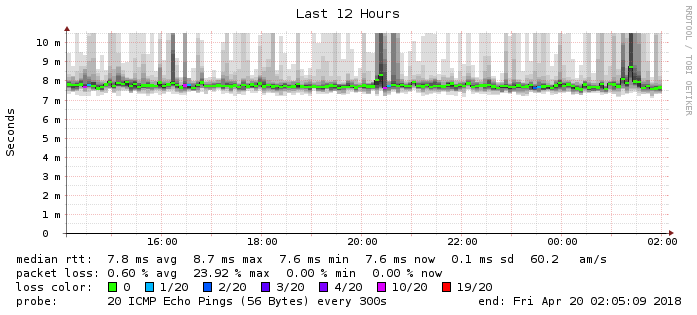 Last 12 Hours
RRDTOOL / TOBI OETIKER
Seconds
10 m
9 m
8 m
7 m
6 m
5 m
4 m
3 m
2 m
1 m
0
16:00 18:00 20:00 22:00 00:00 02:00
median rtt: 7.8 ms avg 8.7 ms max 7.6 ms min 7.6 ms now 0.1 ms sd 60.2 am/s
packet loss: 0.60 % avg 23.92 % max 0.00 % min 0.00 % now
loss color: 0 1/20 2/20 3/20 4/20 10/20 19/20
probe: 20 ICMP Echo Pings (56 Bytes) every 300s end: Fri Apr 20 02:05:09 2018